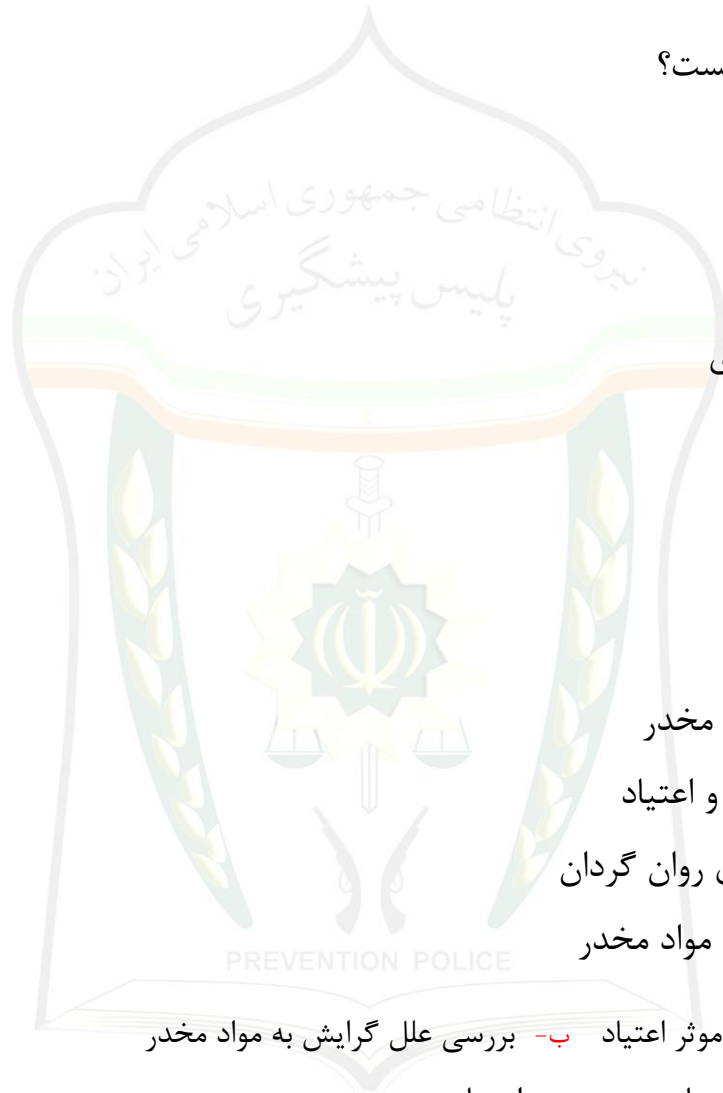 ست؟
نیروی انتظامی جمهوری اسلامی ایران
پلیس پیشگیری
مخدر
و اعتیاد
روان گردان
مواد مخدر
PREVENTION POLICE
موثر اعتیاد ب- بررسی علل گرایش به مواد مخدر